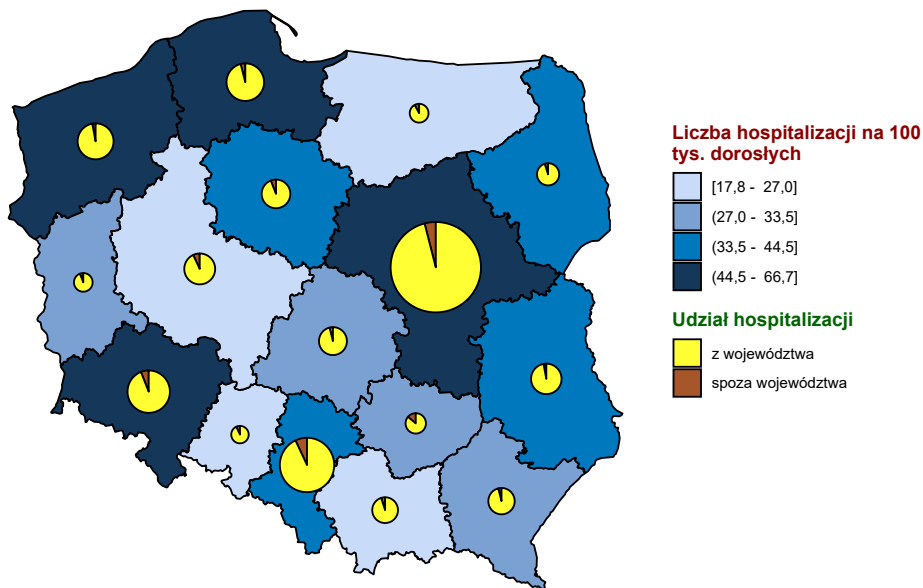 Liczba hospitalizacji na 100
tys. dorosłych
[17,8 - 27,0]
(27,0 - 33,5]
(33,5 - 44,5]
(44,5 - 66,7]
Udział hospitalizacji
z województwa
spoza województwa